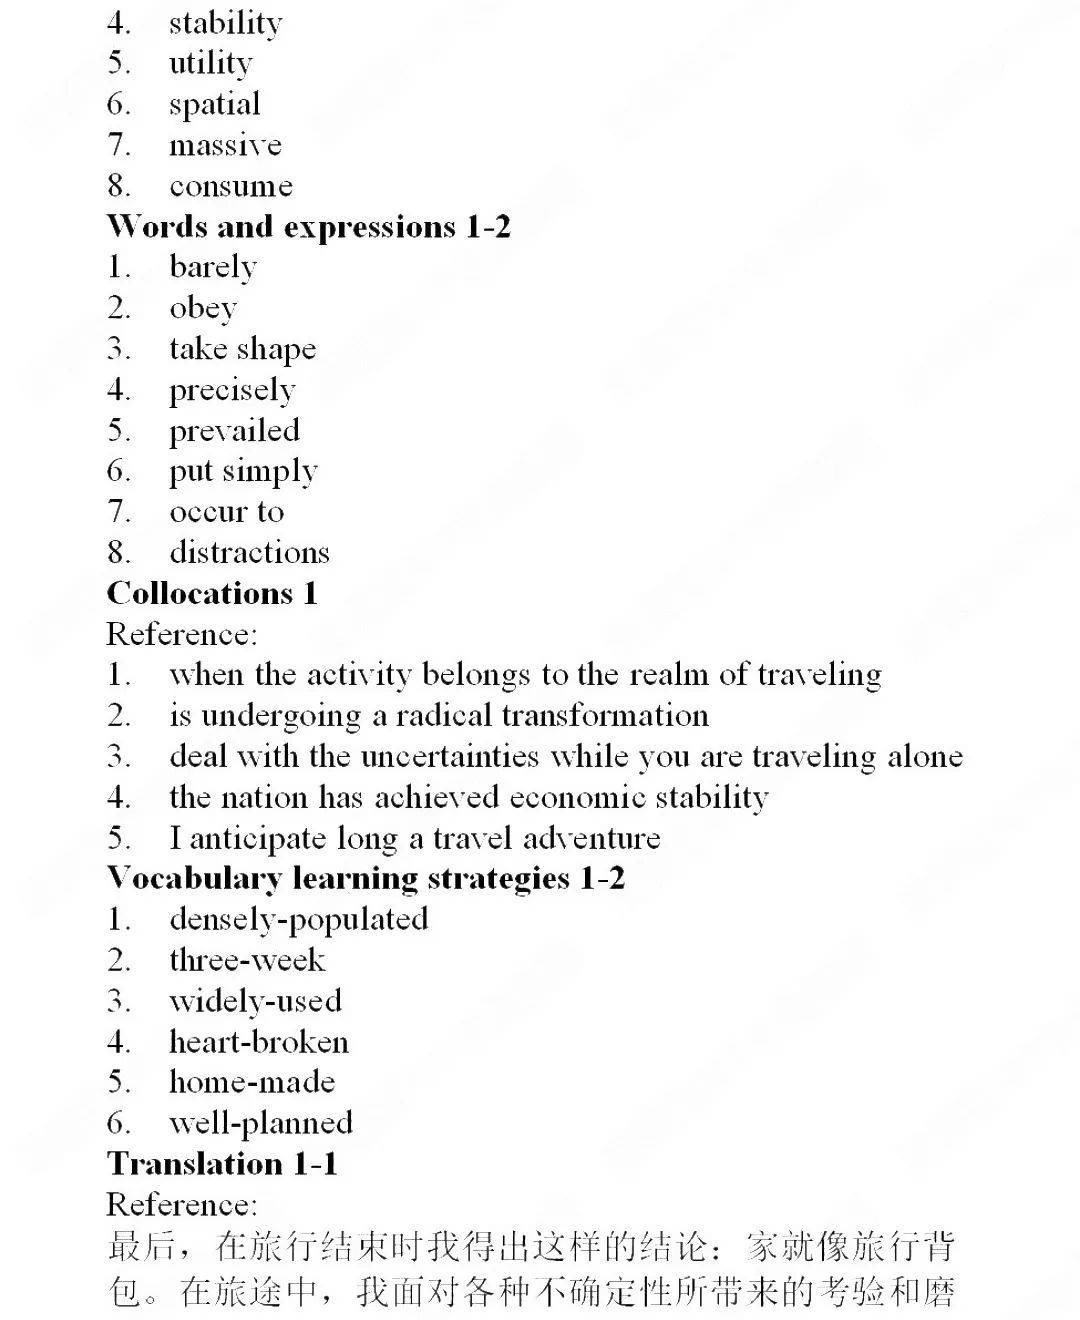 4. stability
5. utility
6. spatial
7. massive
8. consume
Words and expressions 1-2
1. barely
2. obey
3. take shape
4. precisely
5. prevailed
6. put simply
7. occur to
8. distractions
Collocations 1
Reference:
1. when the activity belongs to the realm of traveling
2. is undergoing a radical transformation
3. deal with the uncertainties while you are traveling alone
4. the nation has achieved economic stability
5. I anticipate long a travel adventure
Vocabulary learning strategies 1-2
1. densely-populated
2. three-week
3. widely-used
4. heart-broken
5. home-made
6. well-planned
Translation 1-1
Reference:
最后，在旅行结束时我得出这样的结论：家就像旅行背
包。在旅途中，我面对各种不确定性所带来的考验和磨